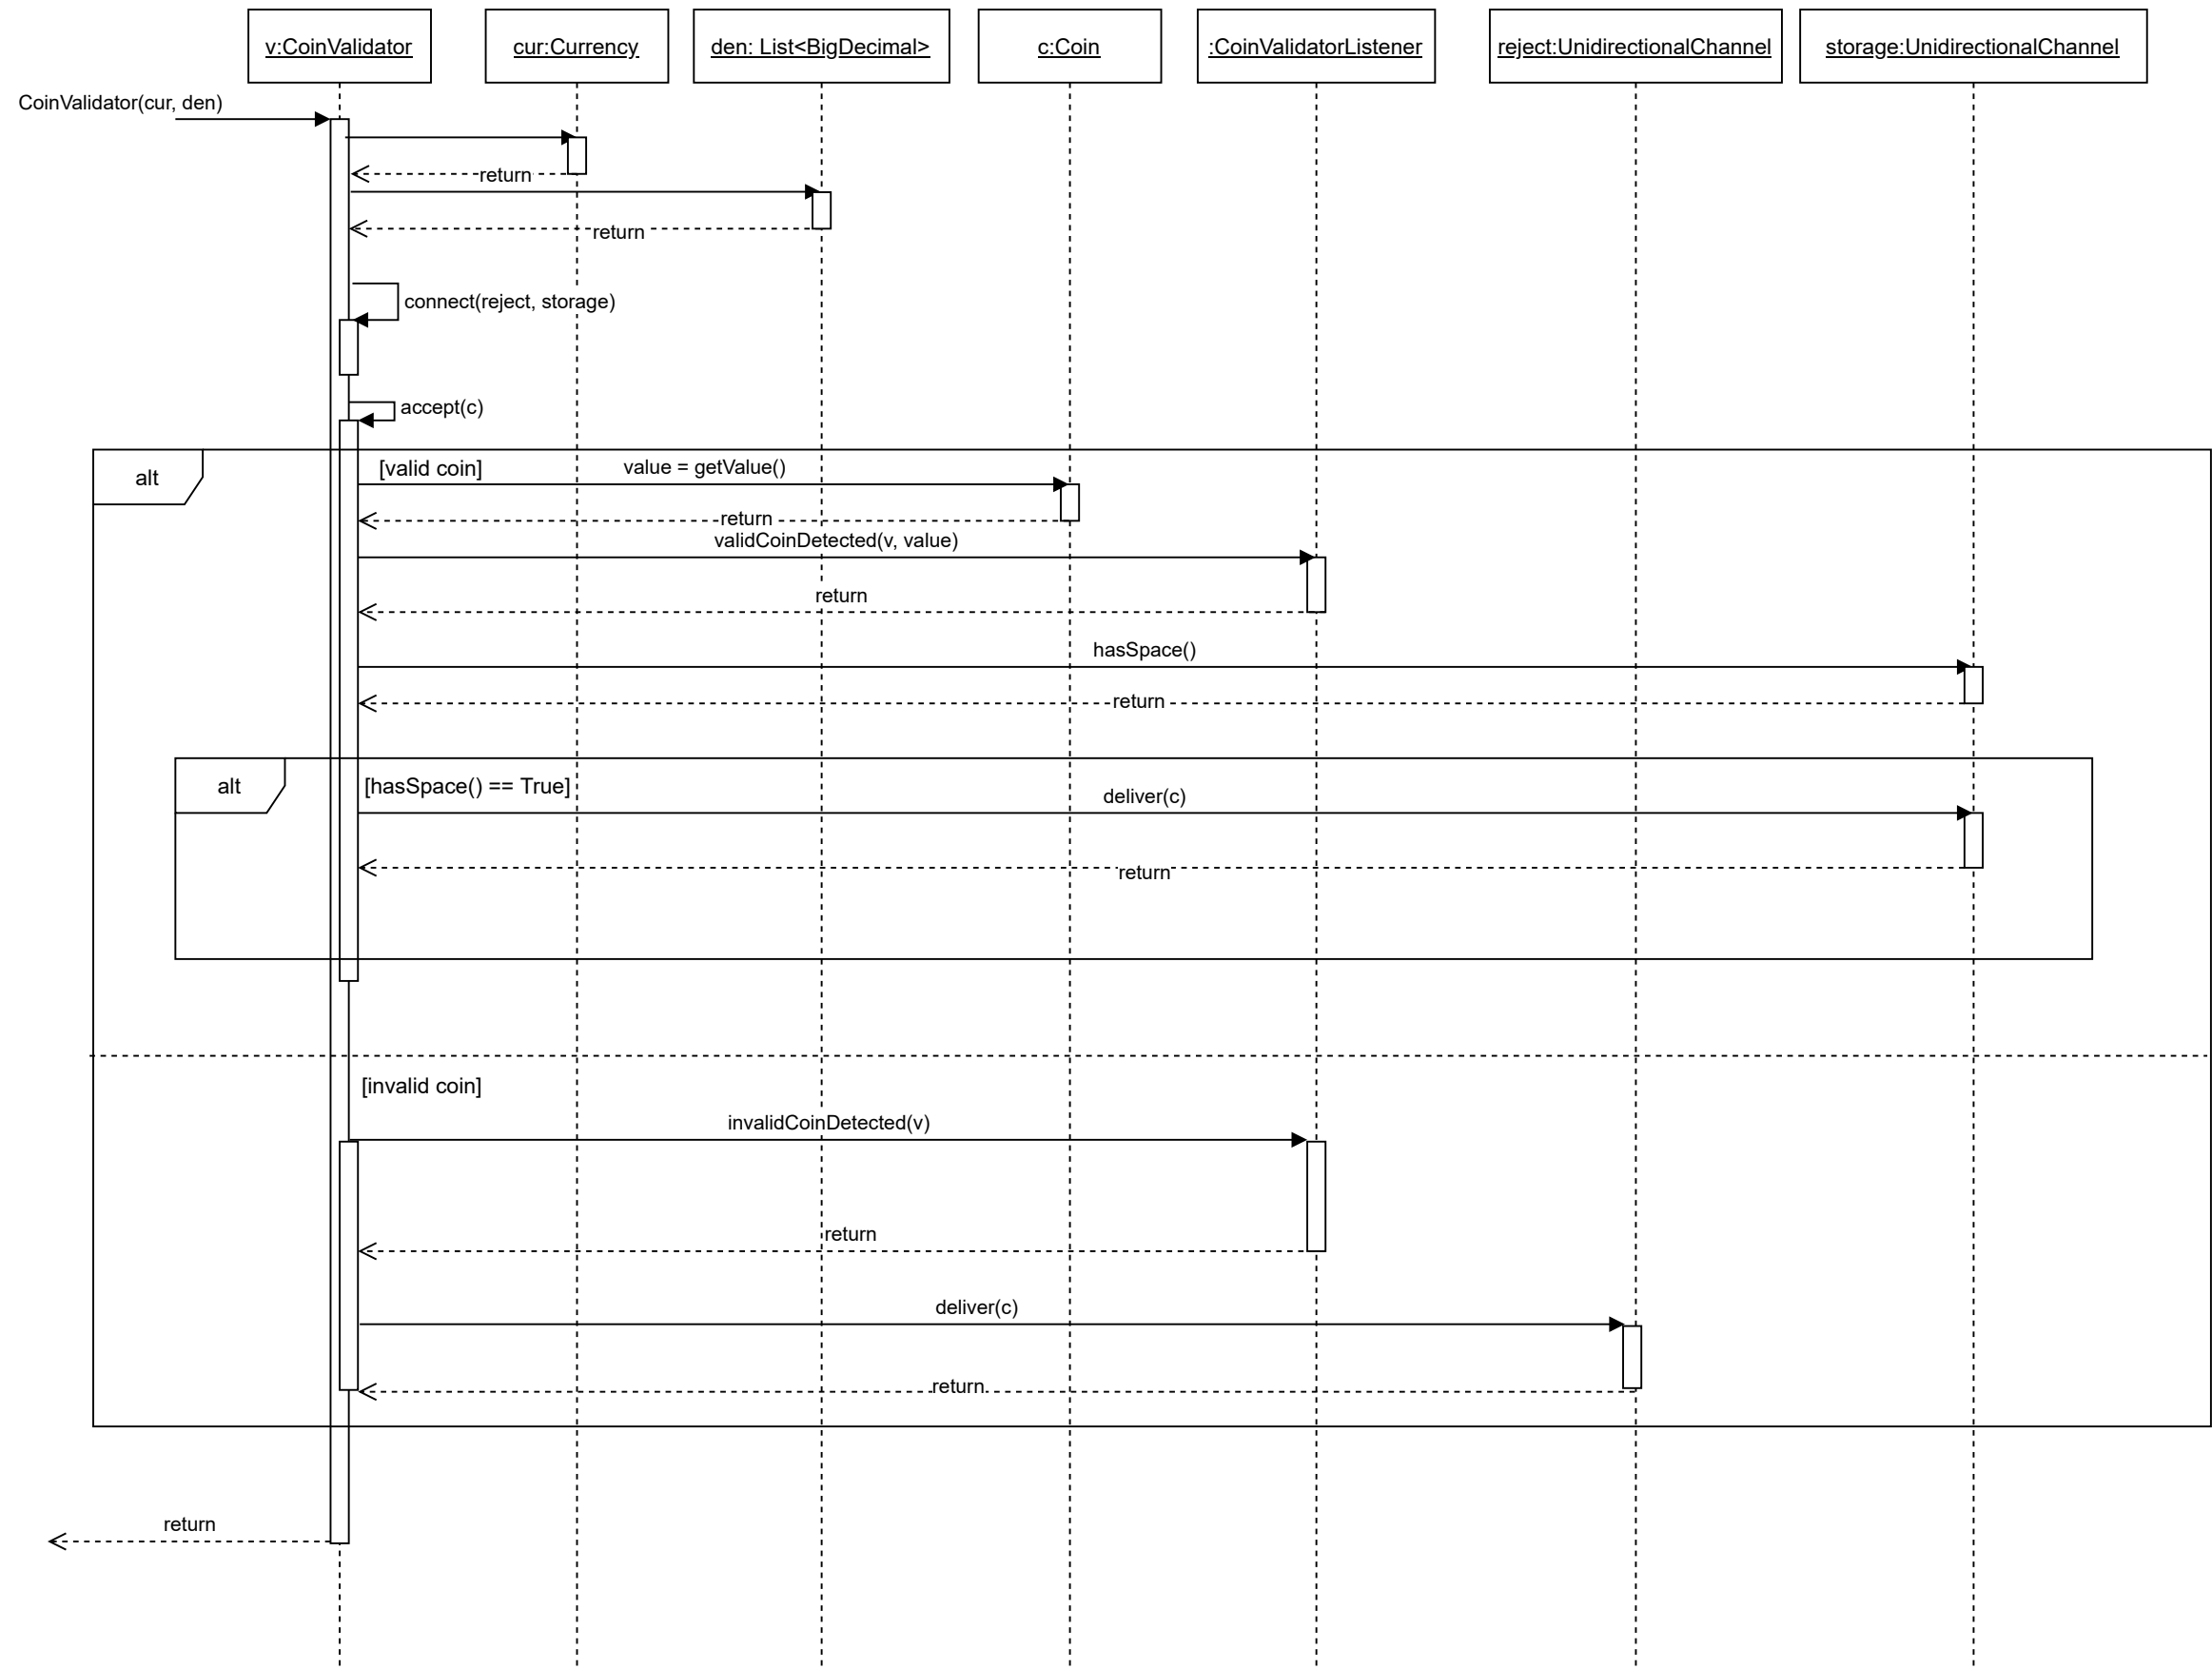 v:CoinValidator
cur:Currency
den: List<BigDecimal>
c:Coin
:CoinValidatorListener
reject:UnidirectionalChannel
storage:UnidirectionalChannel
CoinValidator(cur, den)
return
return
connect(reject, storage)
accept(c)
alt
[valid coin]
value = getValue()
return
validCoinDetected(v, value)
return
hasSpace()
return
alt
[hasSpace() == True]
deliver(c)
return
[invalid coin]
invalidCoinDetected(v)
return
deliver(c)
return
return